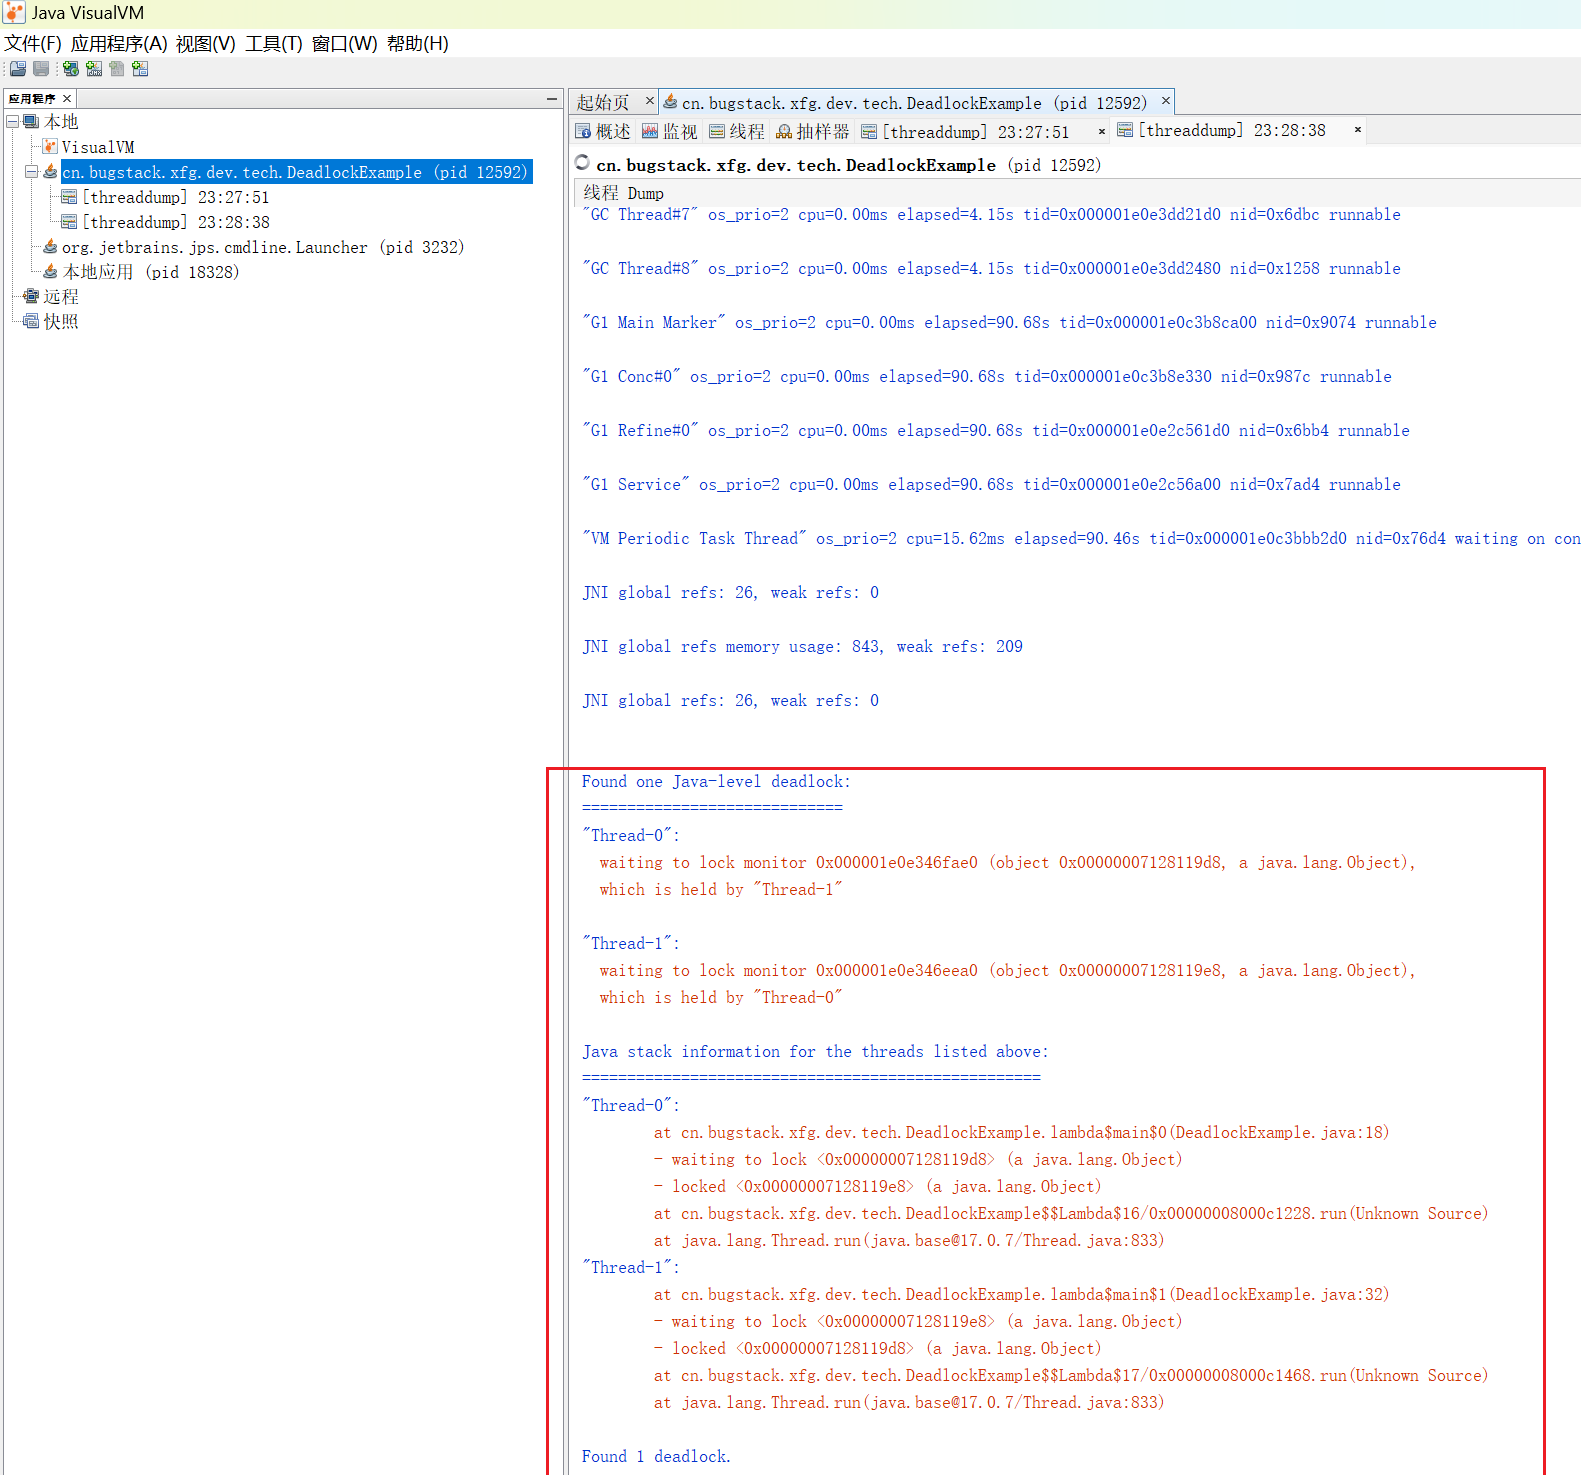 Java VisualVM
文件(F) 应用程序(A) 视图(V) 工具(T) 窗口(W) 帮助(H)
应用程序
本地
VisualVM
cn.bugstack.xfg.dev.tech.DeadlockExample (pid 12592)
[threaddump] 23:27:51
[threaddump] 23:28:38
org.jetbrains.jps.cmdline.Launcher (pid 3232)
本地应用 (pid 18328)
远程
快照
起始页 cn.bugstack.xfg.dev.tech.DeadlockExample (pid 12592)
概述 监视 线程 抽样器 [threaddump] 23:27:51 [threaddump] 23:28:38
cn.bugstack.xfg.dev.tech.DeadlockExample (pid 12592)
线程 Dump
"GC Thread#7" os_prio=2 cpu=0.00ms elapsed=4.15s tid=0x000001e0e3dd21d0 nid=0x6dbc runnable
"GC Thread#8" os_prio=2 cpu=0.00ms elapsed=4.15s tid=0x000001e0e3dd2480 nid=0x1258 runnable
"G1 Main Marker" os_prio=2 cpu=0.00ms elapsed=90.68s tid=0x000001e0c3b8ca00 nid=0x9074 runnable
"G1 Conc#0" os_prio=2 cpu=0.00ms elapsed=90.68s tid=0x000001e0c3b8e330 nid=0x987c runnable
"G1 Refine#0" os_prio=2 cpu=0.00ms elapsed=90.68s tid=0x000001e0e2c561d0 nid=0x6bb4 runnable
"G1 Service" os_prio=2 cpu=0.00ms elapsed=90.68s tid=0x000001e0e2c56a00 nid=0x7ad4 runnable
"VM Periodic Task Thread" os_prio=2 cpu=15.62ms elapsed=90.46s tid=0x000001e0c3bbb2d0 nid=0x76d4 waiting on con
JNI global refs: 26, weak refs: 0
JNI global refs memory usage: 843, weak refs: 209
JNI global refs: 26, weak refs: 0
Found one Java-level deadlock:
=============================
"Thread-0":
waiting to lock monitor 0x000001e0e346fae0 (object 0x00000007128119d8, a java.lang.Object),
which is held by "Thread-1"
"Thread-1":
waiting to lock monitor 0x000001e0e346eea0 (object 0x00000007128119e8, a java.lang.Object),
which is held by "Thread-0"
Java stack information for the threads listed above:
===================================================
"Thread-0":
at cn.bugstack.xfg.dev.tech.DeadlockExample.lambda$main$0(DeadlockExample.java:18)
- waiting to lock <0x00000007128119d8> (a java.lang.Object)
- locked <0x00000007128119e8> (a java.lang.Object)
at cn.bugstack.xfg.dev.tech.DeadlockExample$$Lambda$16/0x00000008000c1228.run(Unknown Source)
at java.lang.Thread.run(java.base@17.0.7/Thread.java:833)
"Thread-1":
at cn.bugstack.xfg.dev.tech.DeadlockExample.lambda$main$1(DeadlockExample.java:32)
- waiting to lock <0x00000007128119e8> (a java.lang.Object)
- locked <0x00000007128119d8> (a java.lang.Object)
at cn.bugstack.xfg.dev.tech.DeadlockExample$$Lambda$17/0x00000008000c1468.run(Unknown Source)
at java.lang.Thread.run(java.base@17.0.7/Thread.java:833)
Found 1 deadlock.